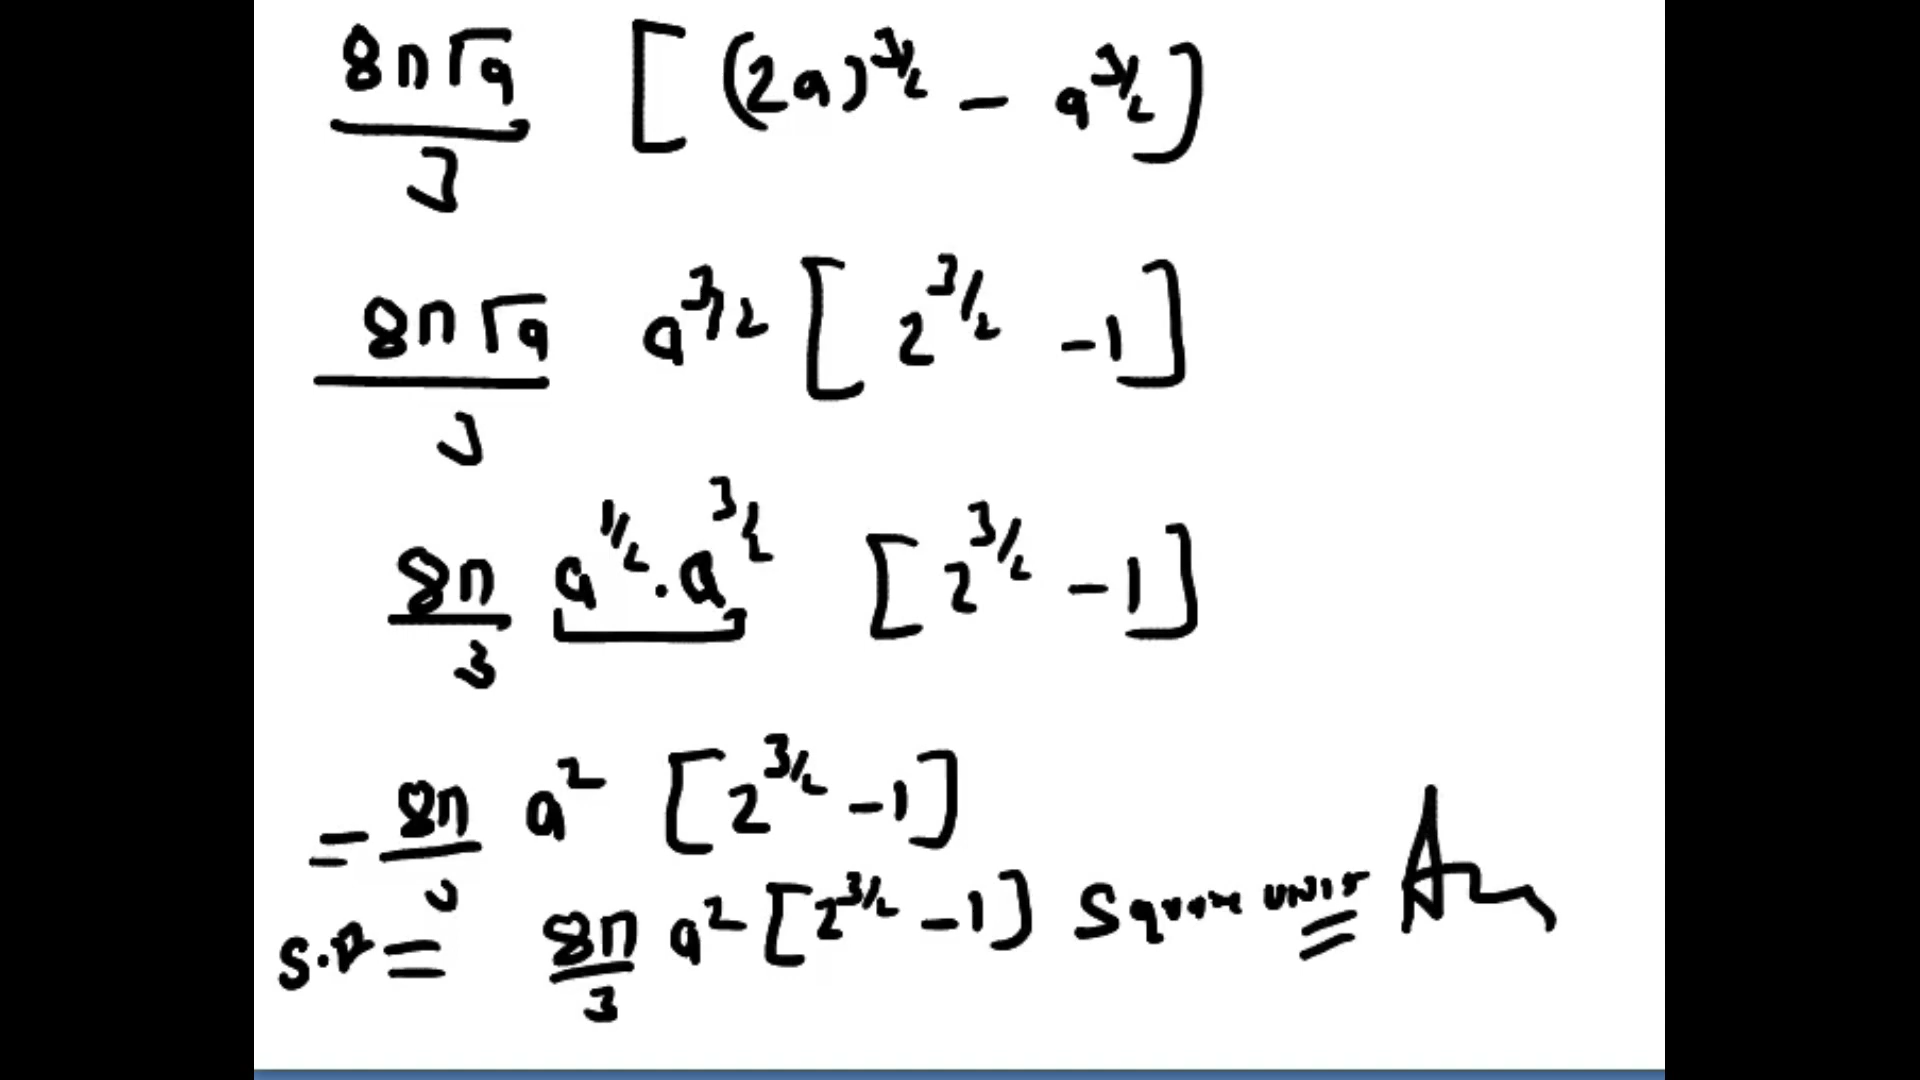 8π√a/3 [(2a)^3/2 - a^3/2]
8π√a/3 a^3/2 [2^3/2 -1]
8π/3 a^1/2 . a^3/2 [2^3/2 -1]
= 8π/3 a^2 [2^3/2 -1]
S.A = 8π/3 a^2 [2^3/2 -1] Square unit Ans